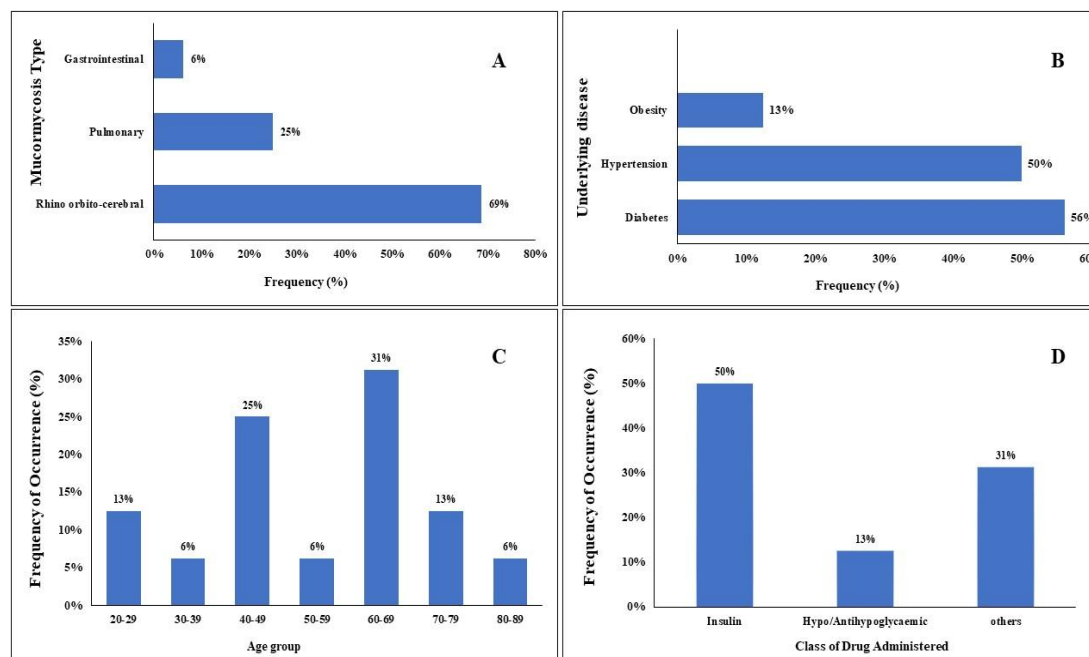 A
Mucormycosis Type
Gastrointestinal
6%
Pulmonary
25%
Rhino orbito-cerebral
69%
0% 10% 20% 30% 40% 50% 60% 70% 80%
Frequency (%)
B
Underlying disease
Obesity
13%
Hypertension
50%
Diabetes
56%
0% 10% 20% 30% 40% 50% 60%
Frequency (%)
C
Frequency of Occurrence (%)
35%
30%
25%
20%
15%
10%
5%
0%
13% 6% 25% 6% 31% 13% 6%
20-29 30-39 40-49 50-59 60-69 70-79 80-89
Age group
D
Frequency of Occurrence (%)
60%
50%
40%
30%
20%
10%
0%
50% 13% 31%
Insulin Hypo/Antihypoglycaemic others
Class of Drug Administered